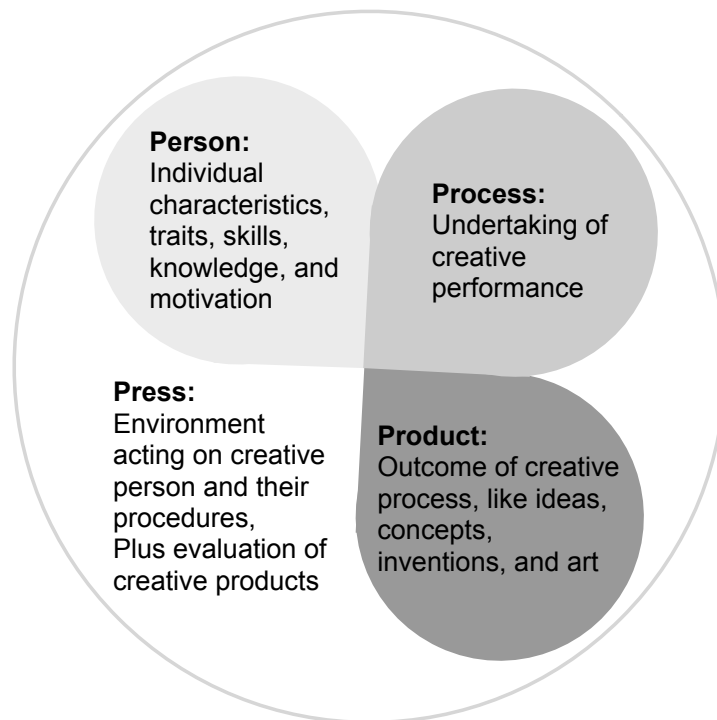 Person:
Individual
characteristics,
traits, skills,
knowledge, and
motivation
Process:
Undertaking of
creative
performance
Press:
Environment
acting on creative
person and their
procedures,
Plus evaluation of
creative products
Product:
Outcome of creative
process, like ideas,
concepts,
inventions, and art